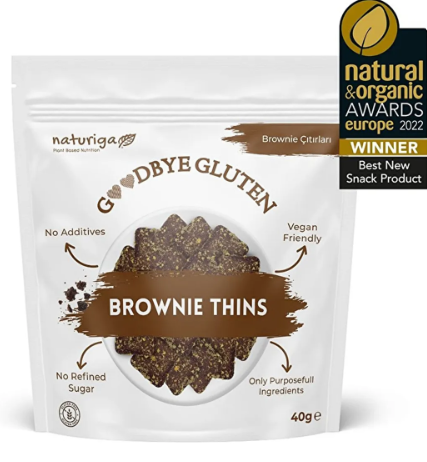 natural
&organic
AWARDS
europe 2022
WINNER
Best New
Snack Product
naturiga
Plant Based Nutrition
Brownie Çıtırları
GOODBYE GLUTEN
No Additives
Vegan
Friendly
BROWNIE THINS
No Refined
Sugar
Only Purposefull
Ingredients
40g e